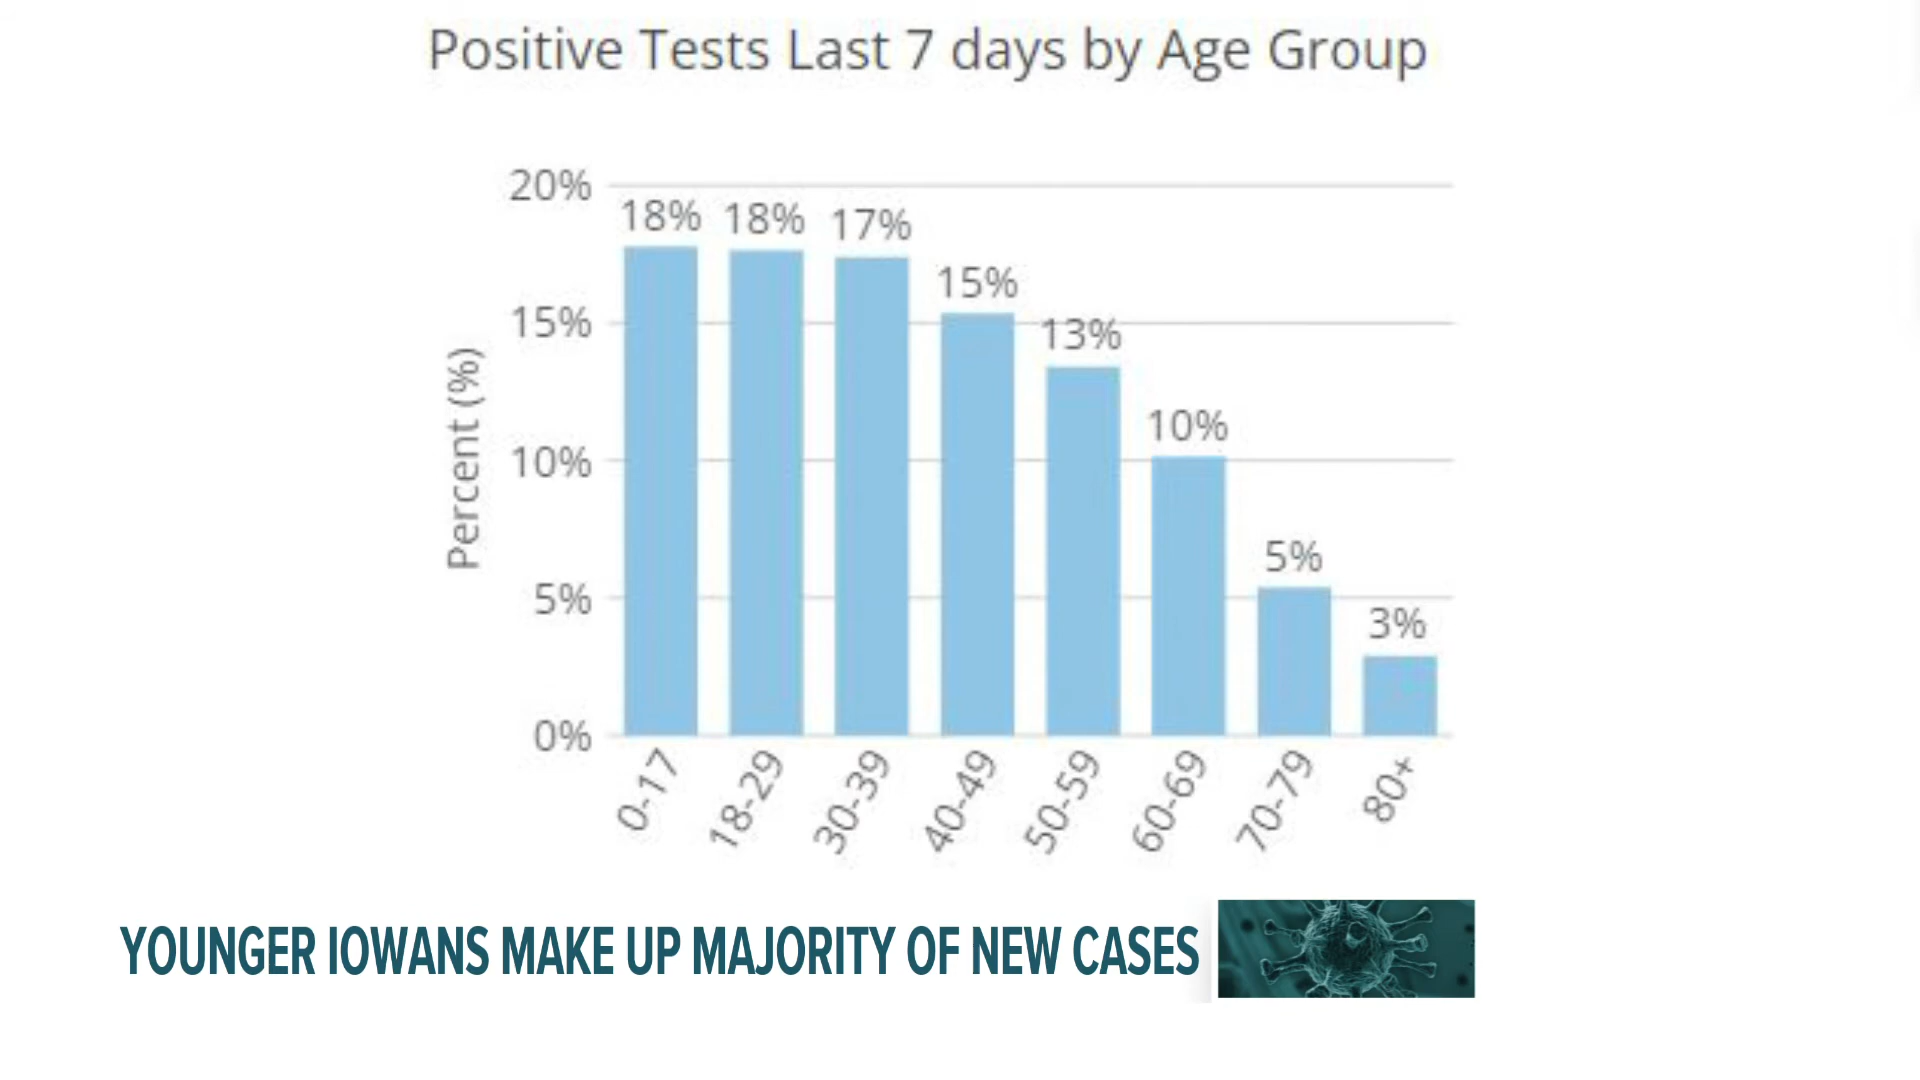 Positive Tests Last 7 days by Age Group
20%
18% 18% 17%
15%
15%
13%
10%
10%
5%
5%
3%
0%
Percent (%)
0-17 18-29 30-39 40-49 50-59 60-69 70-79 80+
YOUNGER IOWANS MAKE UP MAJORITY OF NEW CASES